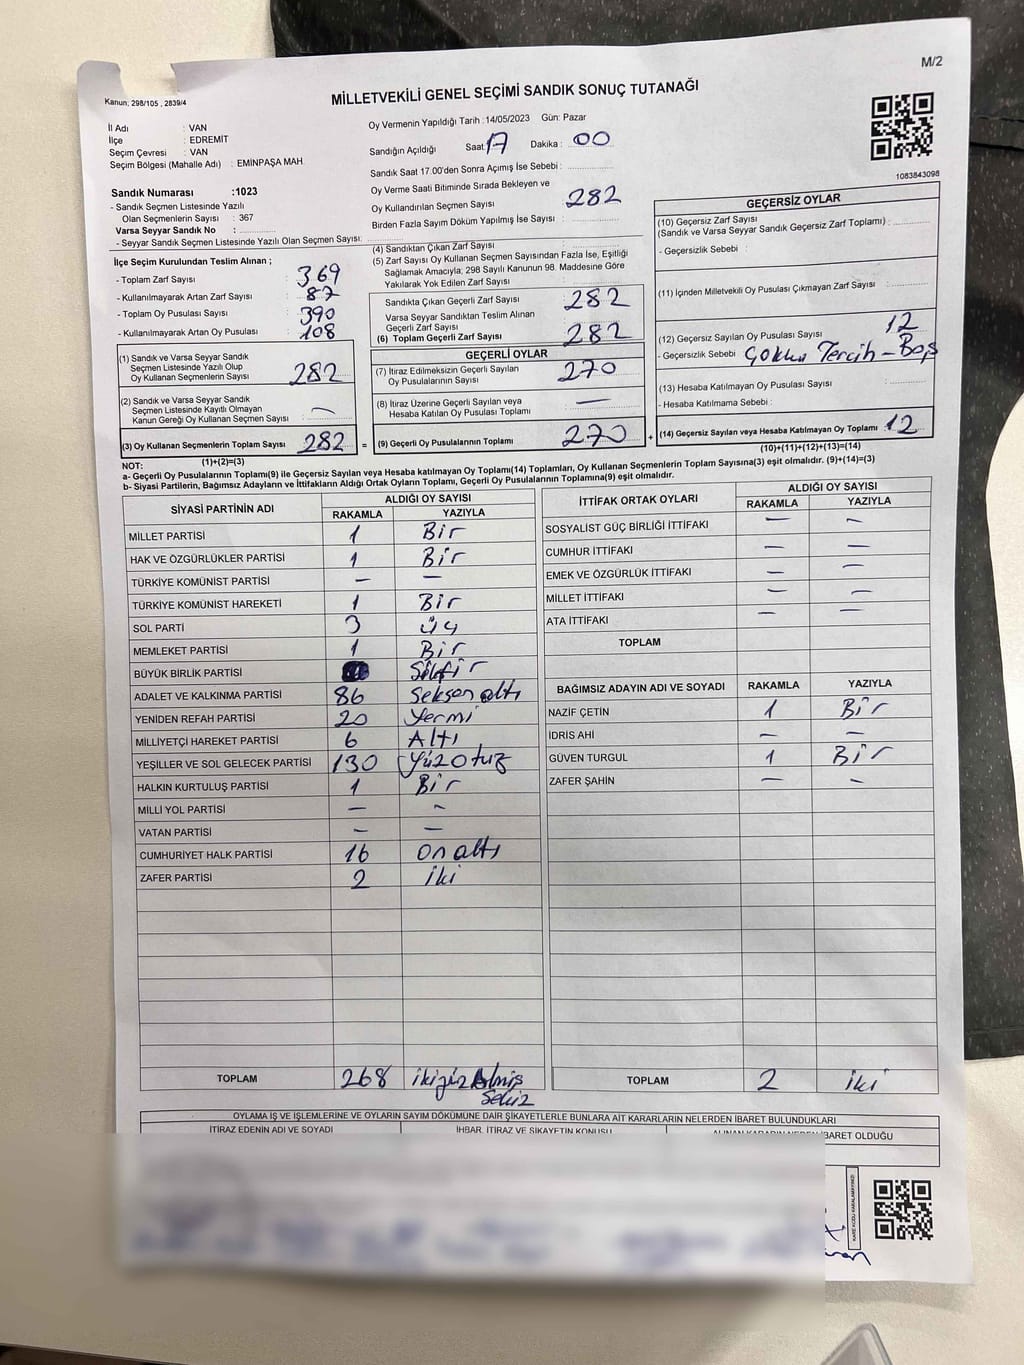 M/2
Kanun; 298/105 , 2839/4
MİLLETVEKİLİ GENEL SEÇİMİ SANDIK SONUÇ TUTANAĞI
İl Adı : VAN
İlçe : EDREMİT
Seçim Çevresi : VAN
Seçim Bölgesi (Mahalle Adı) : EMİNPAŞA MAH.
Sandık Numarası :1023
- Sandık Seçmen Listesinde Yazılı
Olan Seçmenlerin Sayısı : 367
Varsa Seyyar Sandık No :
- Seyyar Sandık Seçmen Listesinde Yazılı Olan Seçmen Sayısı:
Oy Vermenin Yapıldığı Tarih :14/05/2023 Gün: Pazar
Sandığın Açıldığı Saat 17 Dakika : 00
Sandık Saat 17.00'den Sonra Açımış İse Sebebi :
Oy Verme Saati Bitiminde Sırada Bekleyen ve
Oy Kullandırılan Seçmen Sayısı : 282
Birden Fazla Sayım Döküm Yapılmış İse Sayısı :
1083843098
İlçe Seçim Kurulundan Teslim Alınan ;
- Toplam Zarf Sayısı : 369
- Kullanılmayarak Artan Zarf Sayısı : 87
- Toplam Oy Pusulası Sayısı : 390
- Kullanılmayarak Artan Oy Pusulası : 108
(1) Sandık ve Varsa Seyyar Sandık
Seçmen Listesinde Yazılı Olup
Oy Kullanan Seçmenlerin Sayısı : 282
(2) Sandık ve Varsa Seyyar Sandık
Seçmen Listesinde Kayıtlı Olmayan
Kanun Gereği Oy Kullanan Seçmen Sayısı : —
(3) Oy Kullanan Seçmenlerin Toplam Sayısı : 282 =
(1)+(2)=(3)
(4) Sandıktan Çıkan Zarf Sayısı :
(5) Zarf Sayısı Oy Kullanan Seçmen Sayısından Fazla İse, Eşitliği
Sağlamak Amacıyla; 298 Sayılı Kanunun 98. Maddesine Göre
Yakılarak Yok Edilen Zarf Sayısı :
Sandıkta Çıkan Geçerli Zarf Sayısı : 282
Varsa Seyyar Sandıktan Teslim Alınan
Geçerli Zarf Sayısı :
(6) Toplam Geçerli Zarf Sayısı : 282
GEÇERLİ OYLAR
(7) İtiraz Edilmeksizin Geçerli Sayılan
Oy Pusulalarının Sayısı : 270
(8) İtiraz Üzerine Geçerli Sayılan veya
Hesaba Katılan Oy Pusulası Toplamı : —
(9) Geçerli Oy Pusulalarının Toplamı : 270 +
GEÇERSİZ OYLAR
(10) Geçersiz Zarf Sayısı
(Sandık ve Varsa Seyyar Sandık Geçersiz Zarf Toplamı) :
- Geçersizlik Sebebi :
(11) İçinden Milletvekili Oy Pusulası Çıkmayan Zarf Sayısı :
(12) Geçersiz Sayılan Oy Pusulası Sayısı : 12
- Geçersizlik Sebebi : Tercih - Boş
(13) Hesaba Katılmayan Oy Pusulası Sayısı :
- Hesaba Katılmama Sebebi :
(14) Geçersiz Sayılan veya Hesaba Katılmayan Oy Toplamı : 12
(10)+(11)+(12)+(13)=(14)
NOT:
a- Geçerli Oy Pusulalarının Toplamı(9) ile Geçersiz Sayılan veya Hesaba katılmayan Oy Toplamı(14) Toplamları, Oy Kullanan Seçmenlerin Toplam Sayısına(3) eşit olmalıdır. (9)+(14)=(3)
b- Siyasi Partilerin, Bağımsız Adayların ve İttifakların Aldığı Ortak Oyların Toplamı, Geçerli Oy Pusulalarının Toplamına(9) eşit olmalıdır.
SİYASİ PARTİNİN ADI ALDIĞI OY SAYISI
RAKAMLA YAZIYLA
MİLLET PARTİSİ 1 Bir
HAK VE ÖZGÜRLÜKLER PARTİSİ 1 Bir
TÜRKİYE KOMÜNİST PARTİSİ — —
TÜRKİYE KOMÜNİST HAREKETİ 1 Bir
SOL PARTİ 3 üç
MEMLEKET PARTİSİ 1 Bir
BÜYÜK BİRLİK PARTİSİ
ADALET VE KALKINMA PARTİSİ 86 Seksen altı
YENİDEN REFAH PARTİSİ 20 Yermi
MİLLİYETÇİ HAREKET PARTİSİ 6 Altı
YEŞİLLER VE SOL GELECEK PARTİSİ 130 Yüz otuz
HALKIN KURTULUŞ PARTİSİ 1 Bir
MİLLİ YOL PARTİSİ — -
VATAN PARTİSİ — —
CUMHURİYET HALK PARTİSİ 16 on altı
ZAFER PARTİSİ 2 iki
TOPLAM 268
Sekiz
İTTİFAK ORTAK OYLARI ALDIĞI OY SAYISI
RAKAMLA YAZIYLA
SOSYALİST GÜÇ BİRLİĞİ İTTİFAKI — —
CUMHUR İTTİFAKI — —
EMEK VE ÖZGÜRLÜK İTTİFAKI — —
MİLLET İTTİFAKI — —
ATA İTTİFAKI — —
TOPLAM
BAĞIMSIZ ADAYIN ADI VE SOYADI RAKAMLA YAZIYLA
NAZİF ÇETİN 1 Bir
İDRİS AHİ — —
GÜVEN TURGUL 1 Bir
ZAFER ŞAHİN — -
TOPLAM 2 iki
OYLAMA İŞ VE İŞLEMLERİNE VE OYLARIN SAYIM DÖKÜMÜNE DAİR ŞİKAYETLERLE BUNLARA AİT KARARLARIN NELERDEN İBARET BULUNDUKLARI
İTİRAZ EDENİN ADI VE SOYADI İHBAR, İTİRAZ VE ŞİKAYETİN KONUSU ALINAN KARARIN NEDEN İBARET OLDUĞU
KARE KODU KARALAMAYINIZ!